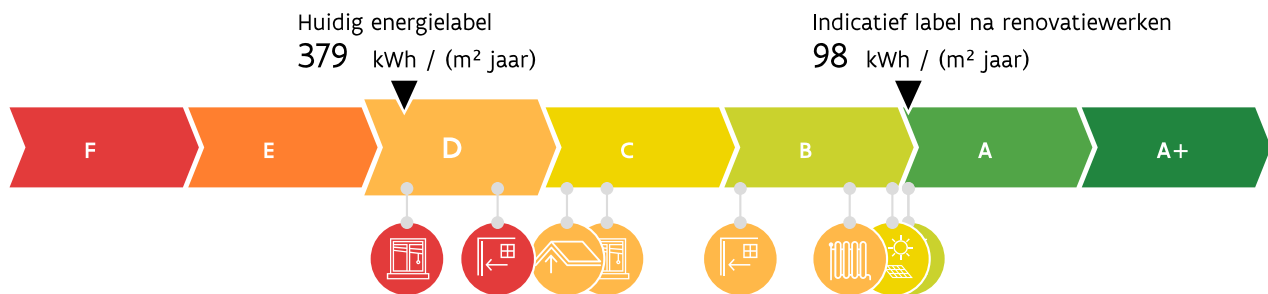 Huidig energielabel
379 kWh / (m² jaar)
Indicatief label na renovatiewerken
98 kWh / (m² jaar)
F E D C B A A+